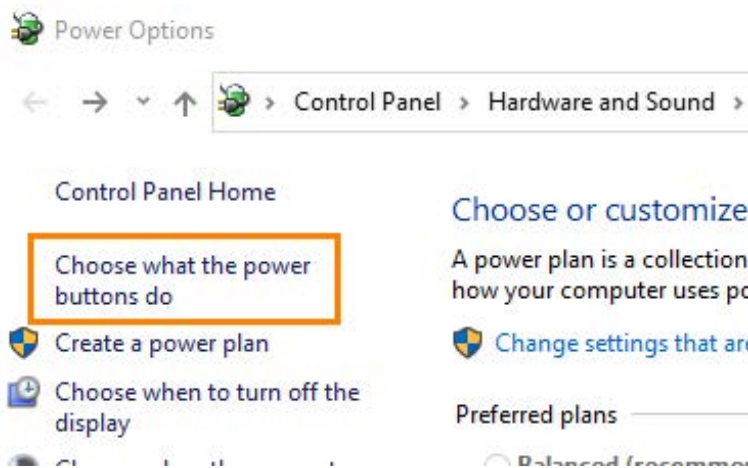 Power Options
Control Panel > Hardware and Sound >
Control Panel Home
Choose what the power
buttons do
Create a power plan
Choose when to turn off the
display
Choose or customize
A power plan is a collection
how your computer uses po
Change settings that are
Preferred plans
Balanced (recomme